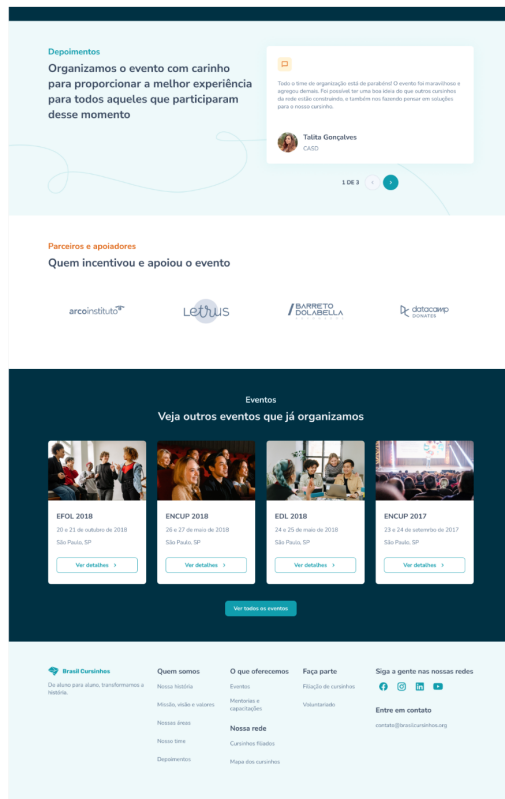 Depoimentos
Organizamos o evento com carinho
para proporcionar a melhor experiência
para todos aqueles que participaram
desse momento
Todo o time de organização está de parabéns! O evento foi maravilhoso e
agregou demais. Foi possível ter uma boa ideia do que outros cursinhos
da rede estão construindo, e também nos fazendo pensar em soluções
para o nosso cursinho.
Talita Gonçalves
CASD
1 DE 3
Parceiros e apoiadores
Quem incentivou e apoiou o evento
arcoinstituto
Letrus
BARRETO
DOLABELLA
datacamp
DONATES
Eventos
Veja outros eventos que já organizamos
EFOL 2018
20 e 21 de outubro de 2018
São Paulo, SP
Ver detalhes
ENCUP 2018
26 e 27 de maio de 2018
São Paulo, SP
Ver detalhes
EDL 2018
24 e 25 de maio de 2018
São Paulo, SP
Ver detalhes
ENCUP 2017
23 e 24 de setembro de 2017
São Paulo, SP
Ver detalhes
Ver todos os eventos
Brasil Cursinhos
De aluno para aluno, transformamos a
história.
Quem somos
Nossa história
Missão, visão e valores
Nossas áreas
Nosso time
Depoimentos
O que oferecemos
Eventos
Mentorias e
capacitações
Nossa rede
Cursinhos filiados
Mapa dos cursinhos
Faça parte
Filiação de cursinhos
Voluntariado
Siga a gente nas nossas redes
Entre em contato
contato@brasilcursinhos.org